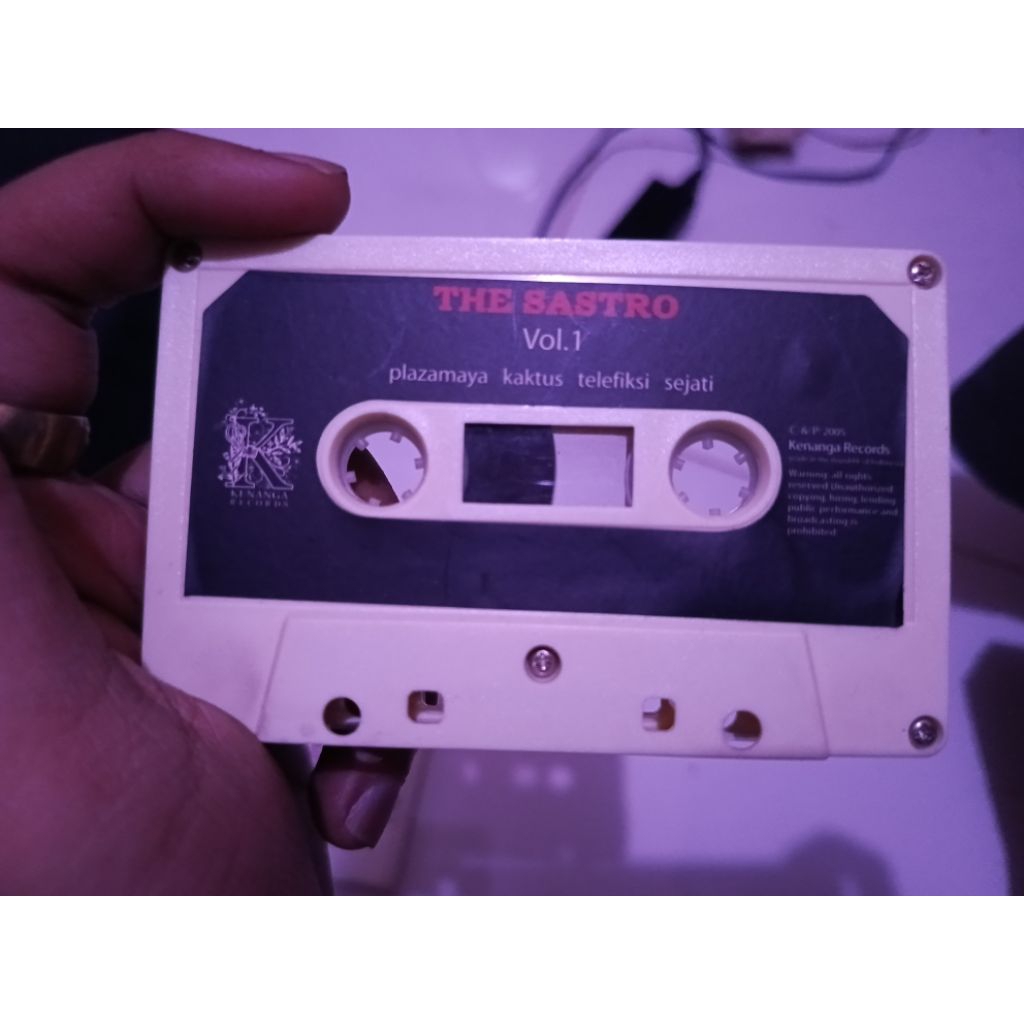 THE SASTRO
Vol.1
plazamaya kaktus telefiksi sejati
K
KENANGA
RECORDS
C & P 2005
Kenanga Records
Warning: all rights
reserved Unauthorized
copying, hiring, lending
public performance and
broadcasting is
prohibited